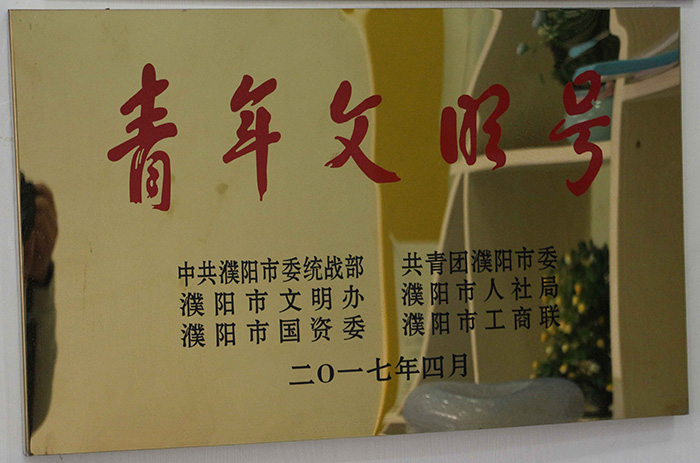 青年文明号
中共濮阳市委统战部 共青团濮阳市委
濮阳市文明办 濮阳市人社局
濮阳市国资委 濮阳市工商联
二〇一七年四月